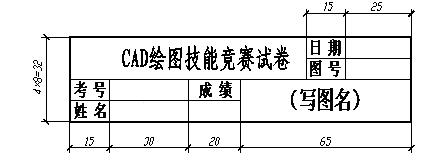 15 25
CAD绘图技能竞赛试卷 日期
图号
4×8=32
考号 成绩 (写图名)
姓名
15 30 20 65